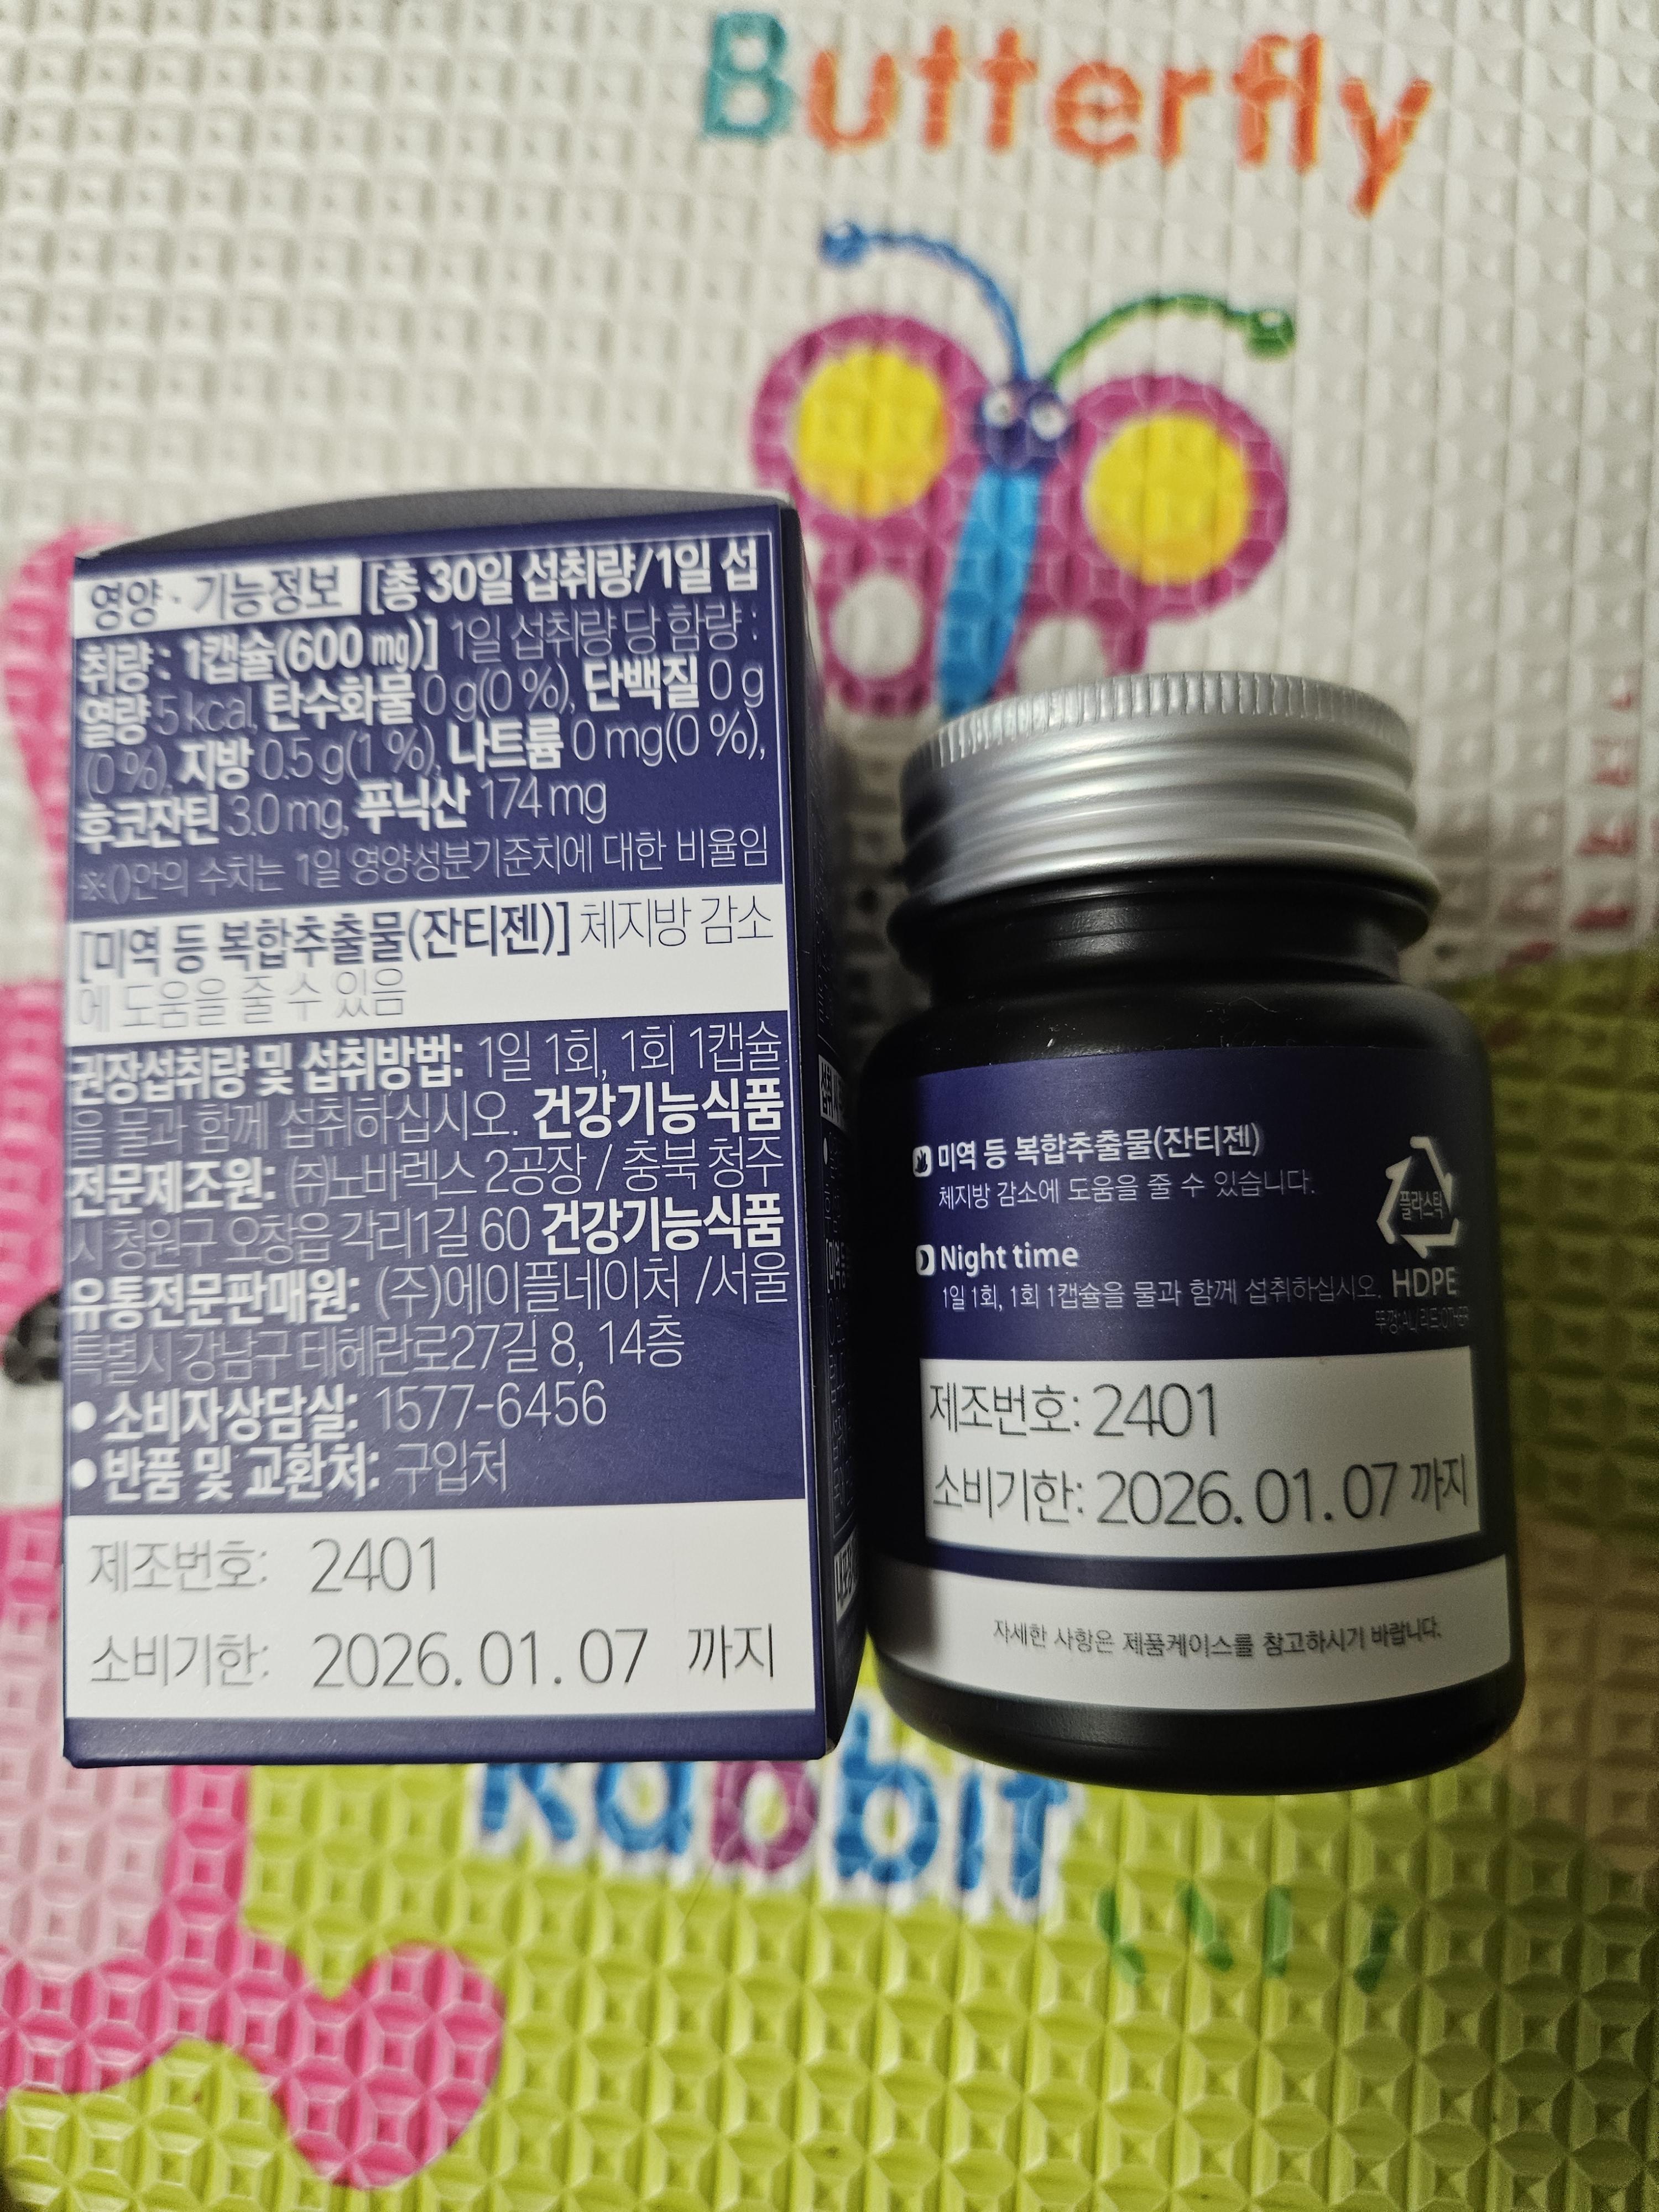 Butterfly
영양·기능정보 [총 30일 섭취량/1일 섭
취량 : 1캡슐(600 mg)] 1일 섭취량 당 함량 :
열량 5 kcal, 탄수화물 0 g(0 %), 단백질 0 g
(0 %), 지방 0.5 g(1 %), 나트륨 0 mg(0 %),
후코잔틴 3.0 mg, 푸닉산 174 mg
※()안의 수치는 1일 영양성분기준치에 대한 비율임
[미역 등 복합추출물(잔티젠)] 체지방 감소
에 도움을 줄 수 있음
권장섭취량 및 섭취방법: 1일 1회, 1회 1캡슐
을 물과 함께 섭취하십시오. 건강기능식품
전문제조원: ㈜노바렉스 2공장 / 충북 청주
시 청원구 오창읍 각리1길 60 건강기능식품
유통전문판매원: (주)에이플네이처 /서울
특별시 강남구 테헤란로27길 8, 14층
• 소비자상담실: 1577-6456
• 반품 및 교환처: 구입처
제조번호: 2401
소비기한: 2026. 01. 07 까지
미역 등 복합추출물(잔티젠)
체지방 감소에 도움을 줄 수 있습니다.
Night time
1일 1회, 1회 1캡슐을 물과 함께 섭취하십시오.
플라스틱
HDPE
뚜껑:AL/리드:OTHER
제조번호: 2401
소비기한: 2026. 01. 07 까지
자세한 사항은 제품케이스를 참고하시기 바랍니다.
Rabbit